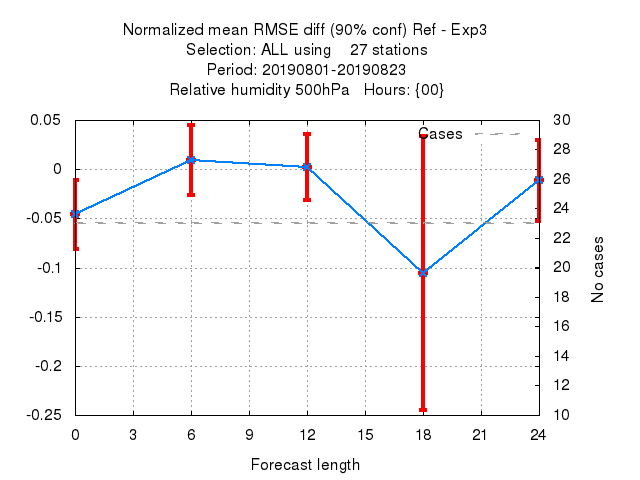 Normalized mean RMSE diff (90% conf) Ref - Exp3
Selection: ALL using    27 stations
Period: 20190801-20190823
Relative humidity 500hPa   Hours: {00}
0.05
0
-0.05
-0.1
-0.15
-0.2
-0.25
Cases
30
28
26
24
22
20
18
16
14
12
10
No cases
0 3 6 9 12 15 18 21 24
Forecast length